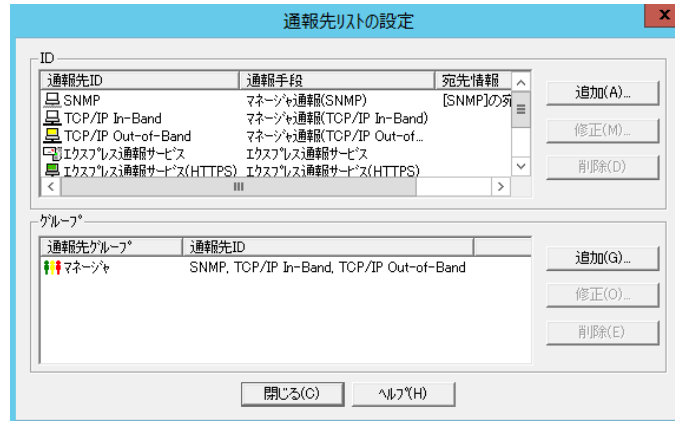 通報先リストの設定
x
ID
通報先ID 通報手段 宛先情報
SNMP マネージャ通報(SNMP) [SNMP]の宛
TCP/IP In-Band マネージャ通報(TCP/IP In-Band)
TCP/IP Out-of-Band マネージャ通報(TCP/IP Out-of...
エクスプレス通報サービス エクスプレス通報サービス
エクスプレス通報サービス(HTTPS) エクスプレス通報サービス(HTTPS)
追加(A)...
修正(M)...
削除(D)
グループ
通報先グループ 通報先ID
マネージャ SNMP, TCP/IP In-Band, TCP/IP Out-of-Band
追加(G)...
修正(O)...
削除(E)
閉じる(C) ヘルプ(H)